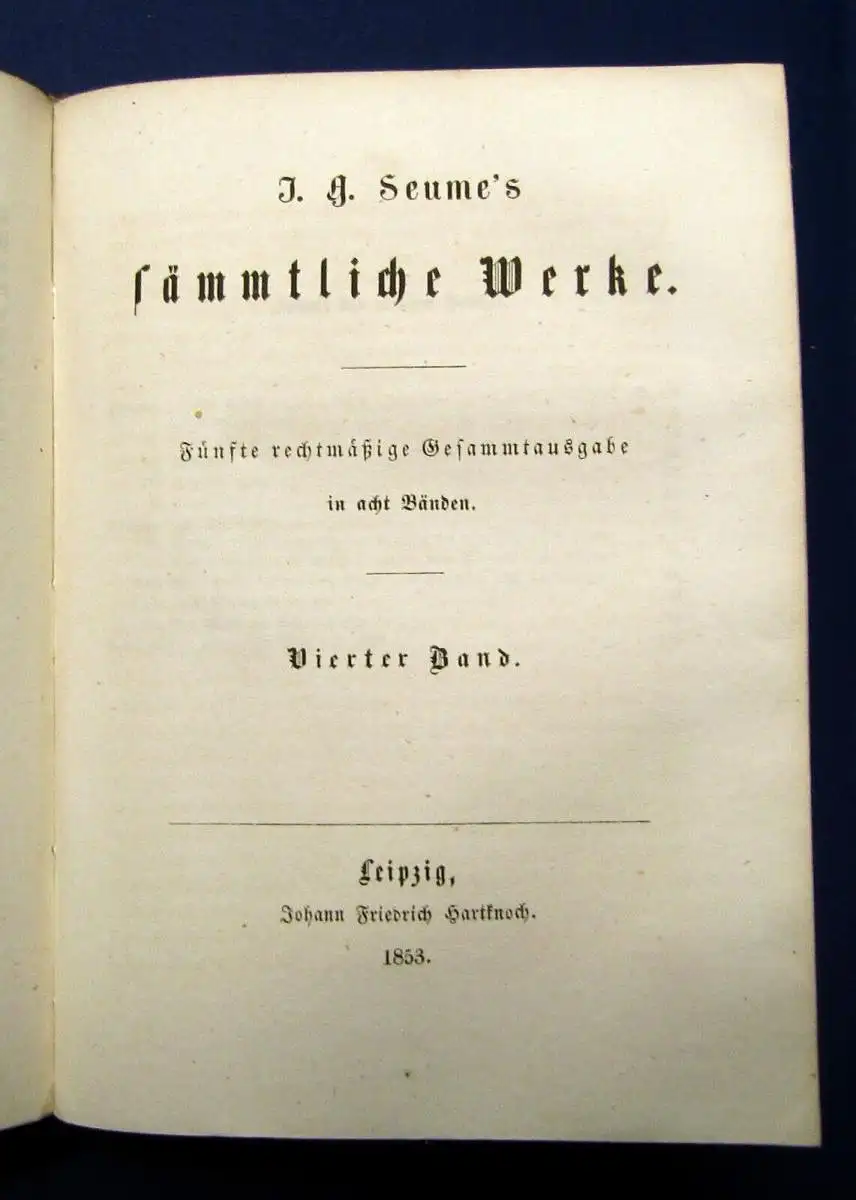 J. G. Seume's
sämmtliche Werke.
Fünfte rechtmäßige Gesammtausgabe
in acht Bänden.
Vierter Band.
Leipzig,
Johann Friedrich Hartknoch.
1853.